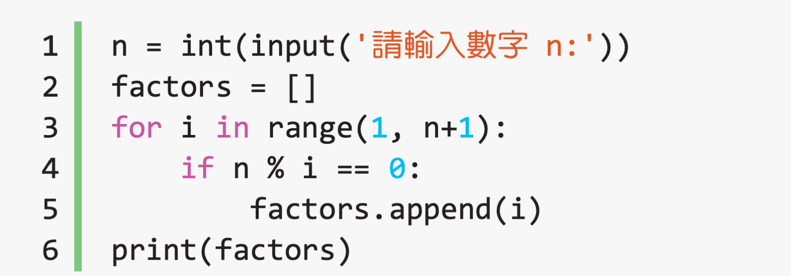 1 n = int(input('請輸入數字 n:'))
2 factors = []
3 for i in range(1, n+1):
4     if n % i == 0:
5         factors.append(i)
6 print(factors)